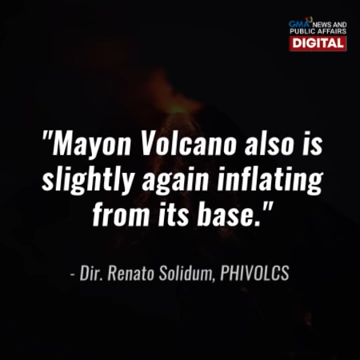 GMA NEWS AND
PUBLIC AFFAIRS
DIGITAL
"Mayon Volcano also is
slightly again inflating
from its base."
- Dir. Renato Solidum, PHIVOLCS